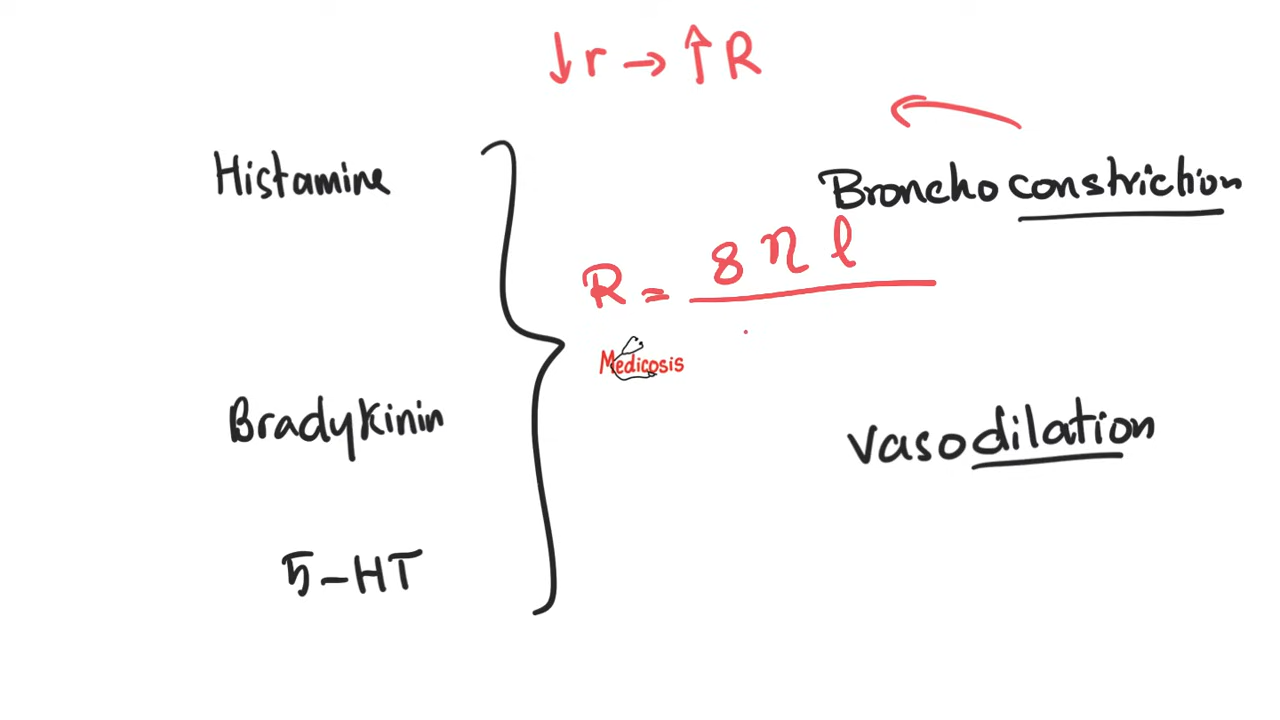 ↓r → ↑R
Histamine
Bronchoconstriction
R = 8 η l
Medicosis
Bradykinin
vasodilation
5-HT